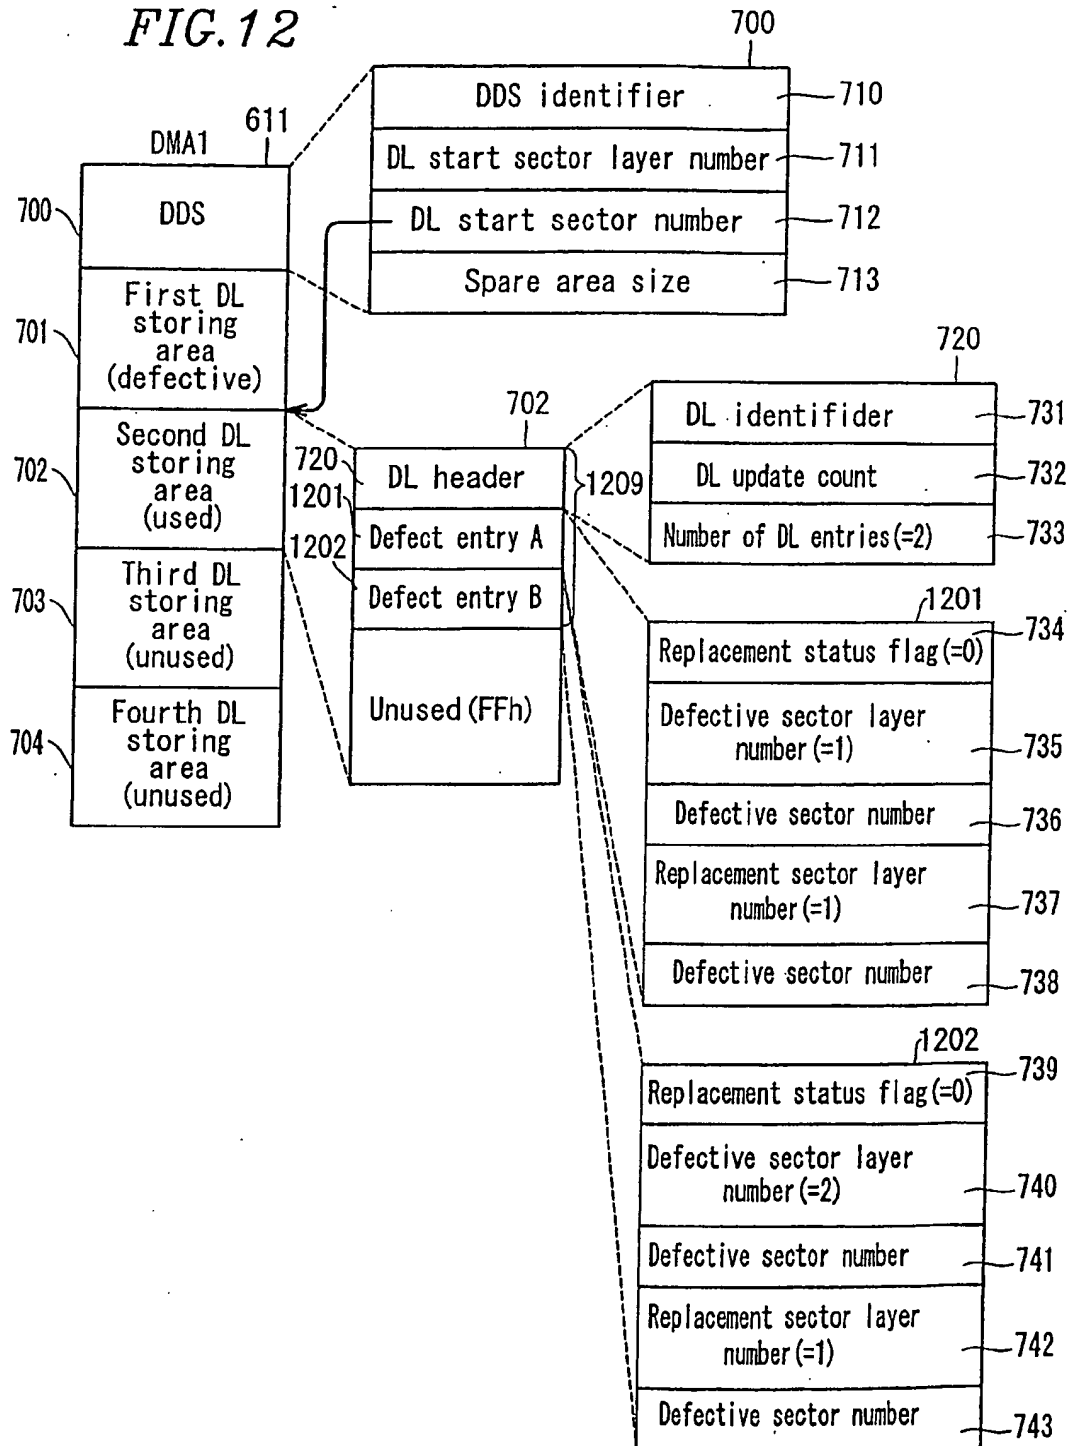 FIG.12
700
DDS identifier
710
DL start sector layer number
711
DL start sector number
712
Spare area size
713
DMA1
611
700
DDS
701
First DL
storing
area
(defective)
702
Second DL
storing
area
(used)
703
Third DL
storing
area
(unused)
704
Fourth DL
storing
area
(unused)
702
720
DL header
1201
Defect entry A
1202
Defect entry B
1209
Unused(FFh)
720
DL identifider
731
DL update count
732
Number of DL entries(=2)
733
1201
Replacement status flag(=0)
734
Defective sector layer
number(=1)
735
Defective sector number
736
Replacement sector layer
number(=1)
737
Defective sector number
738
1202
Replacement status flag(=0)
739
Defective sector layer
number(=2)
740
Defective sector number
741
Replacement sector layer
number(=1)
742
Defective sector number
743